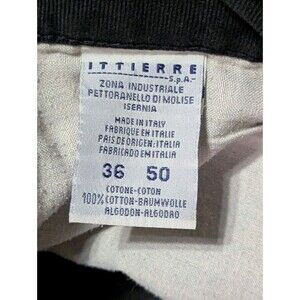 ITTIERRE
S.p.A.
ZONA INDUSTRIALE
PETTORANELLO DI MOLISE
ISERNIA
MADE IN ITALY
FABRIQUE EN ITALY
PAIS DE ORIGEN: ITALIA
FABRICADO EM ITALIA
36 50
COTONE-COTON
100% COTTON-BAUMWOLLE
ALGODON-ALGODAO